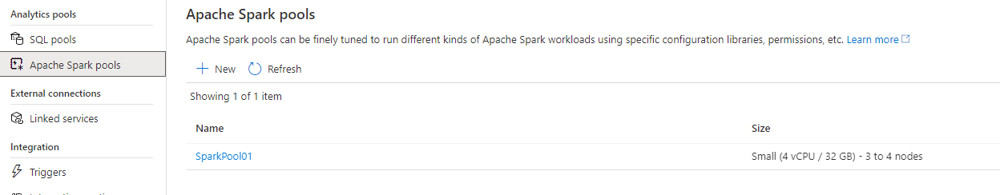 Analytics pools
SQL pools
Apache Spark pools
External connections
Linked services
Integration
Triggers
Apache Spark pools
Apache Spark pools can be finely tuned to run different kinds of Apache Spark workloads using specific configuration libraries, permissions, etc. Learn more
New Refresh
Showing 1 of 1 item
Name Size
SparkPool01 Small (4 vCPU / 32 GB) - 3 to 4 nodes